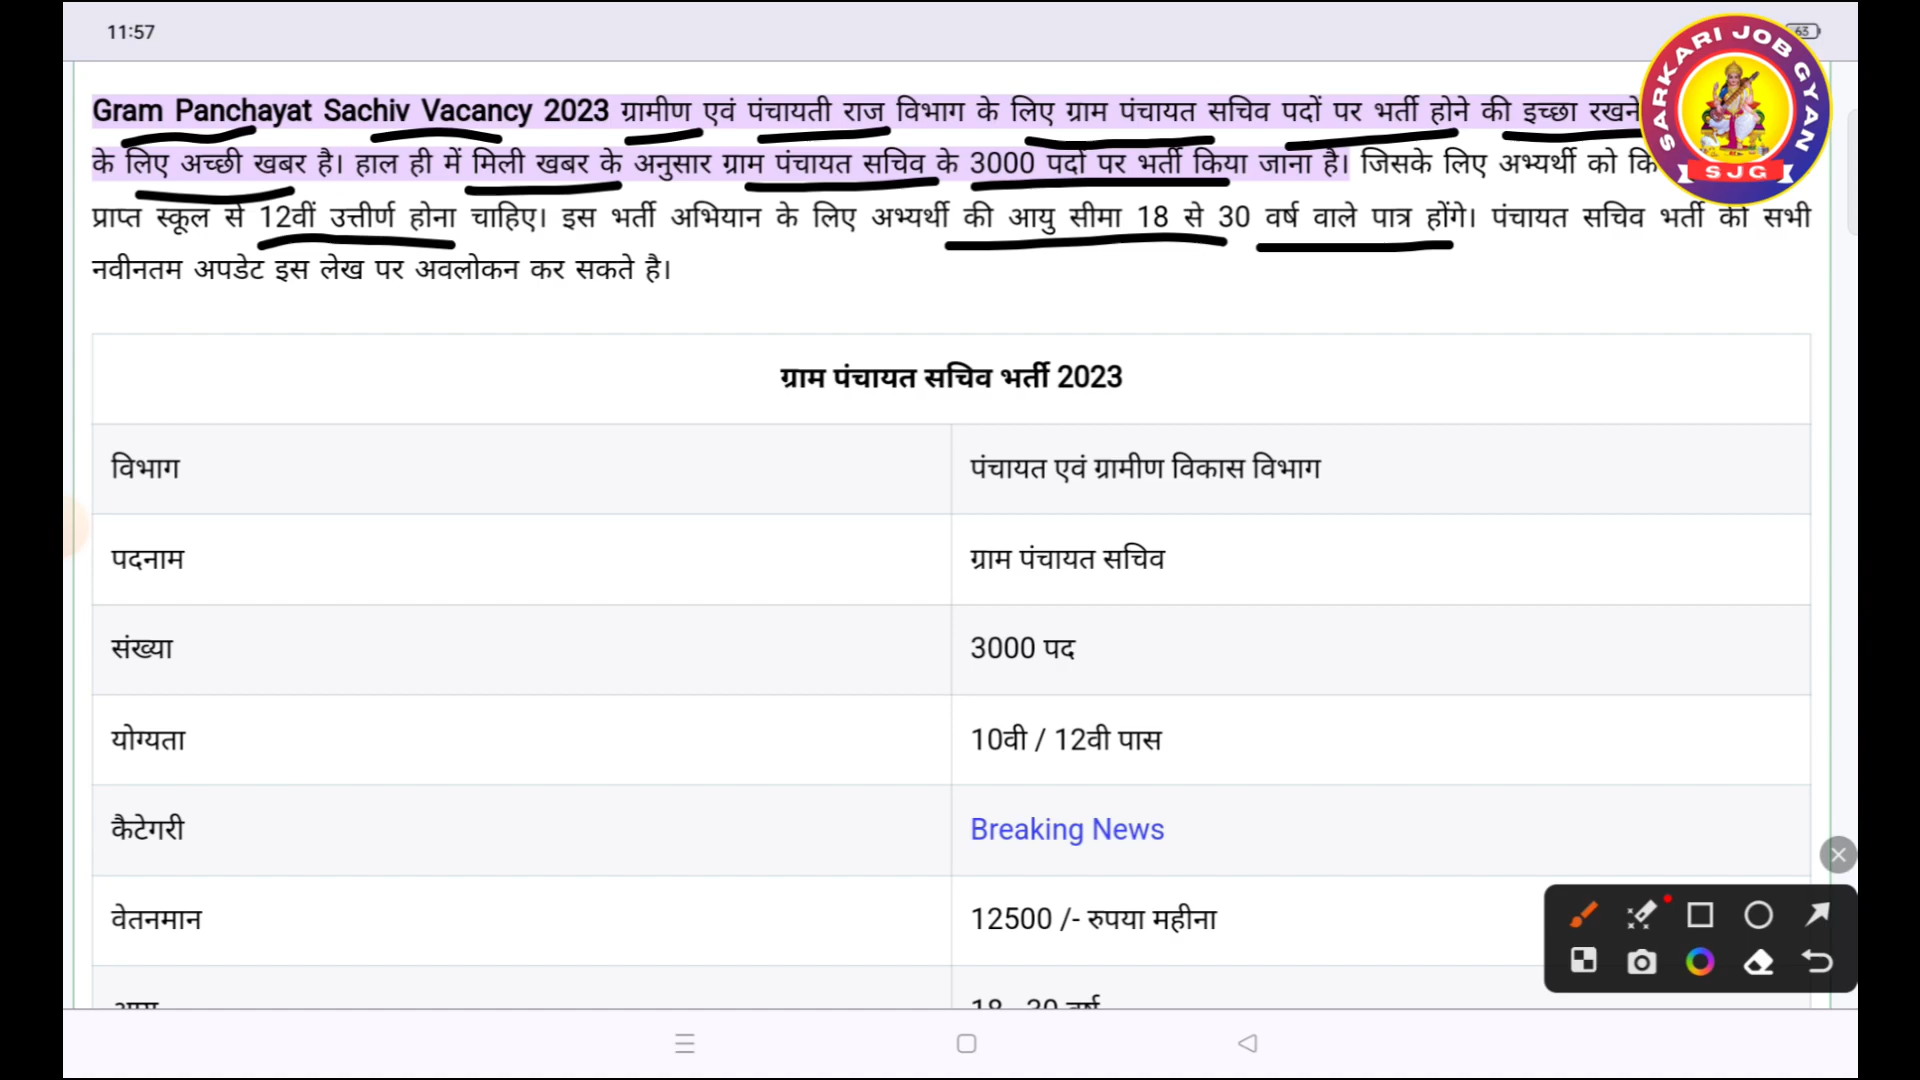 11:57
63
SARKARI JOB GYAN
SJG
Gram Panchayat Sachiv Vacancy 2023 ग्रामीण एवं पंचायती राज विभाग के लिए ग्राम पंचायत सचिव पदों पर भर्ती होने की इच्छा रखने
के लिए अच्छी खबर है। हाल ही में मिली खबर के अनुसार ग्राम पंचायत सचिव के 3000 पदों पर भर्ती किया जाना है। जिसके लिए अभ्यर्थी को
प्राप्त स्कूल से 12वीं उत्तीर्ण होना चाहिए। इस भर्ती अभियान के लिए अभ्यर्थी की आयु सीमा 18 से 30 वर्ष वाले पात्र होंगे। पंचायत सचिव भर्ती की सभी
नवीनतम अपडेट इस लेख पर अवलोकन कर सकते है।
ग्राम पंचायत सचिव भर्ती 2023
विभाग पंचायत एवं ग्रामीण विकास विभाग
पदनाम ग्राम पंचायत सचिव
संख्या 3000 पद
योग्यता 10वी / 12वी पास
कैटेगरी Breaking News
वेतनमान 12500 /- रुपया महीना
18 - 30 वर्ष